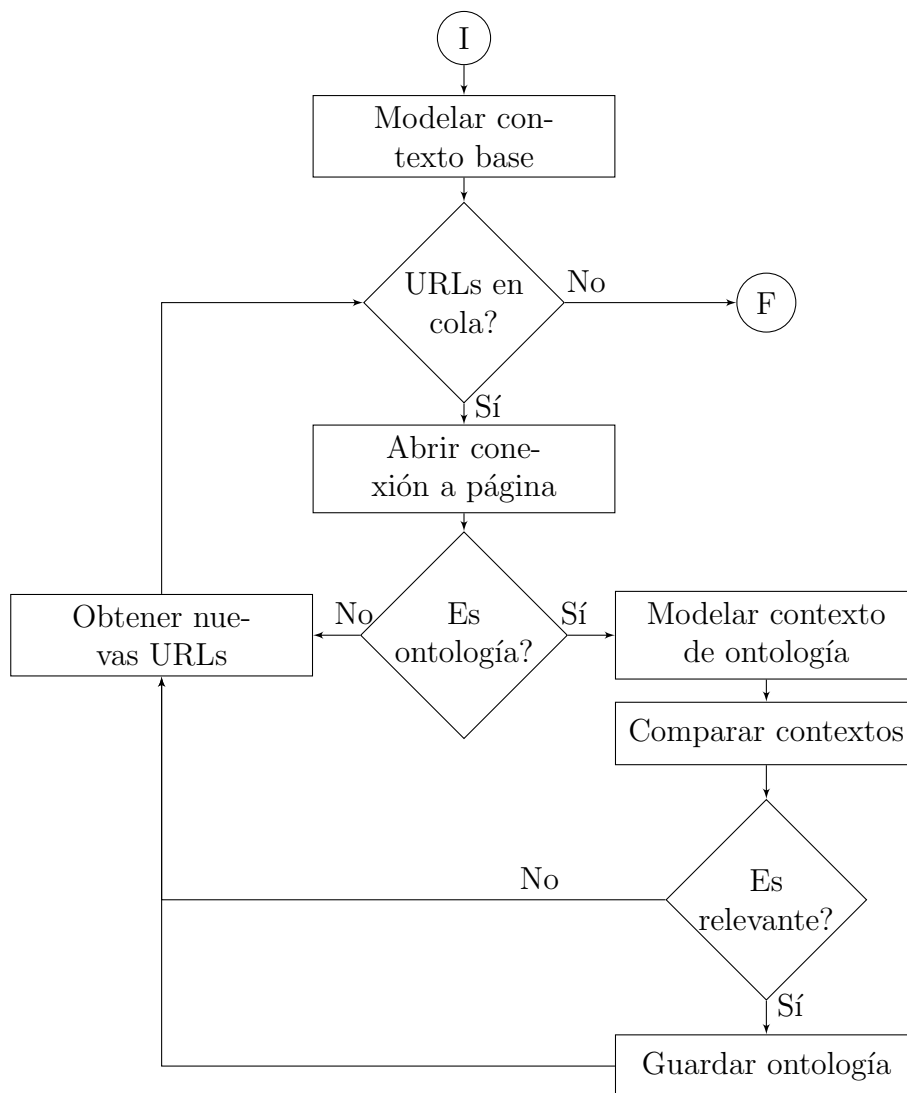 I
Modelar con-
texto base
URLs en
cola?
No
F
Sí
Abrir cone-
xión a página
Obtener nue-
vas URLs
No
Es
ontología?
Sí
Modelar contexto
de ontología
Comparar contextos
Es
relevante?
No
Sí
Guardar ontología